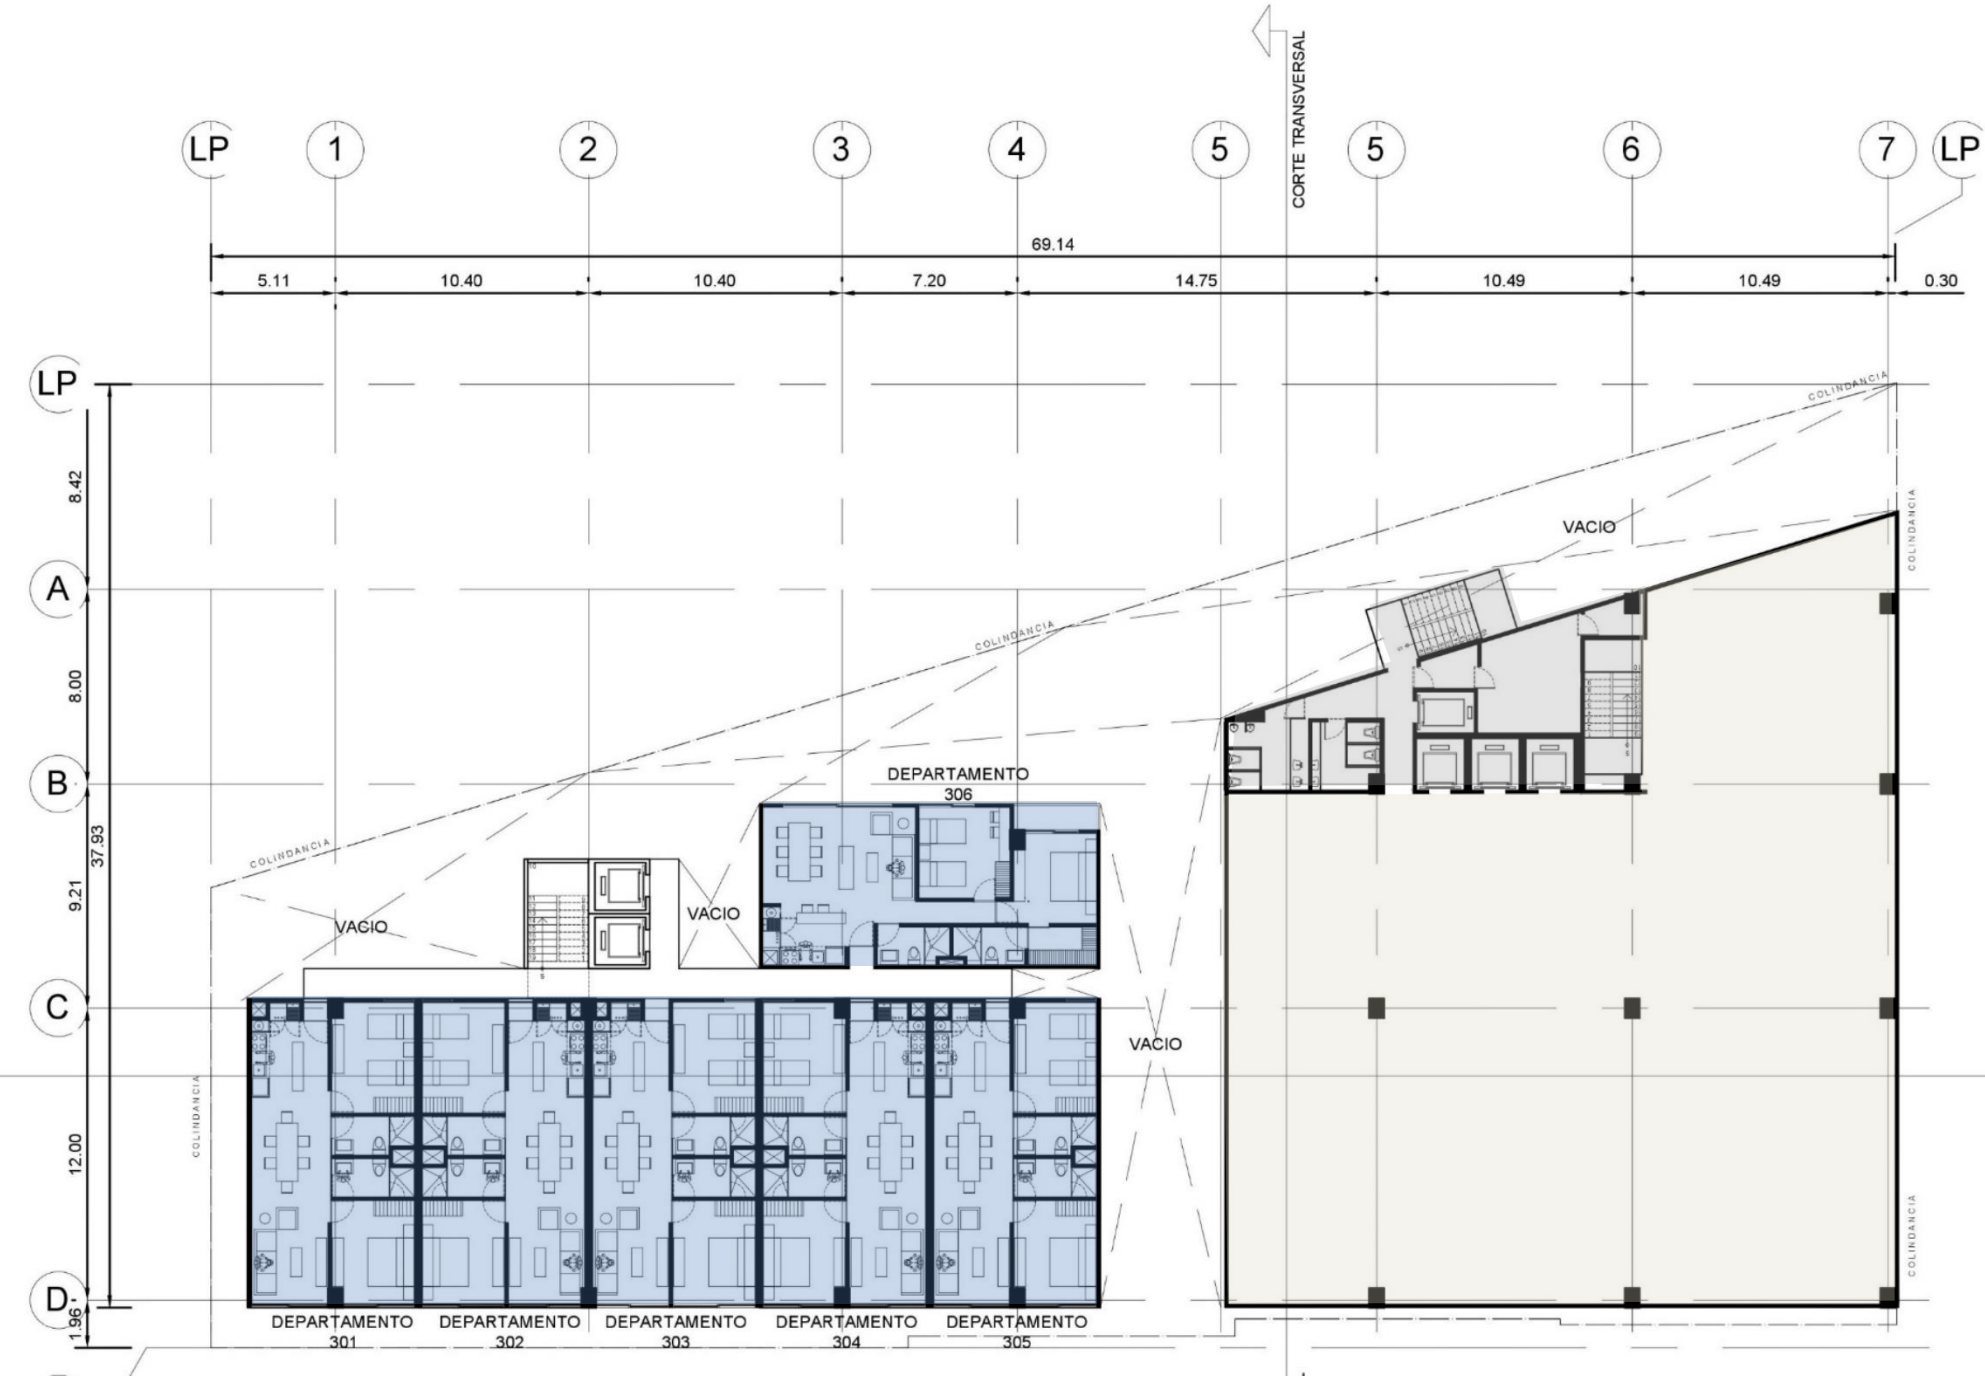 CORTE TRANSVERSAL
LP 1 2 3 4 5 5 6 7 LP
69.14
5.11 10.40 10.40 7.20 14.75 10.49 10.49 0.30
LP
COLINDANCIA
8.42
COLINDANCIA
VACIO
A
COLINDANCIA
8.00
B
DEPARTAMENTO
306
37.93
COLINDANCIA
9.21
VACIO
VACIO
C
VACIO
COLINDANCIA
12.00
COLINDANCIA
D
1.96
DEPARTAMENTO DEPARTAMENTO DEPARTAMENTO DEPARTAMENTO DEPARTAMENTO
301 302 303 304 305